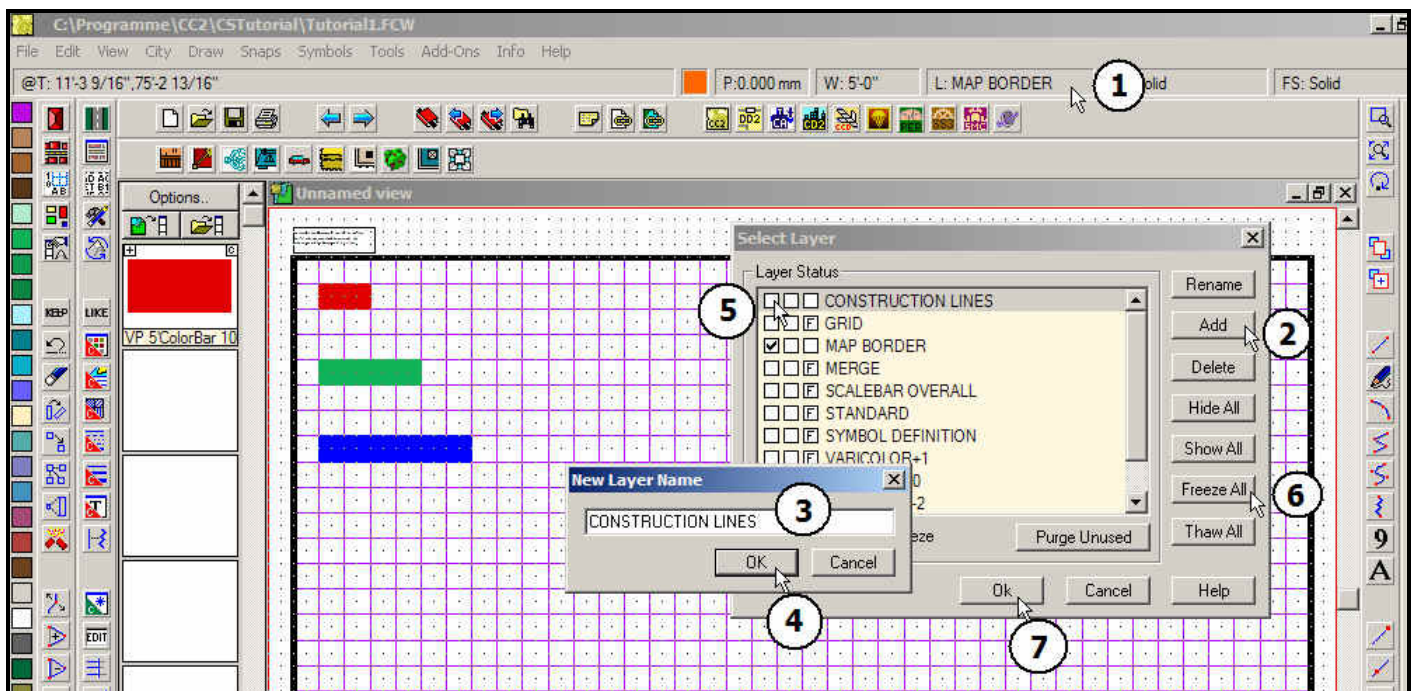 C:\Programme\CC2\CSTutorial\Tutorial1.FCW
File Edit View City Draw Snaps Symbols Tools Add-Ons Info Help
@T: 11'-3 9/16",75'-2 13/16" P:0.000 mm W: 5'-0" L: MAP BORDER 1 olid FS: Solid
Options..
Unnamed view
VP 5'ColorBar 10
KEEP LIKE
EDIT
9
A
Select Layer
Layer Status
CONSTRUCTION LINES
F GRID
MAP BORDER
F MERGE
F SCALEBAR OVERALL
F STANDARD
F SYMBOL DEFINITION
F VARICOLOR+1
0
-2
eze
Purge Unused
Rename
Add
Delete
Hide All
Show All
Freeze All
Thaw All
Ok Cancel Help
New Layer Name
CONSTRUCTION LINES
OK Cancel
5
2
3
6
4
7